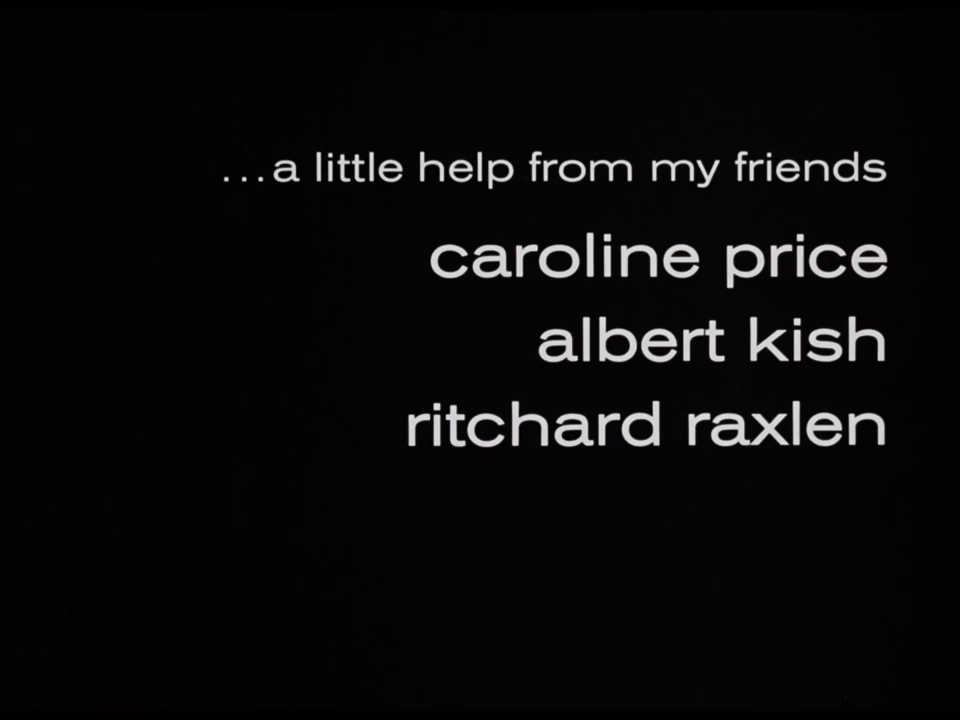 ...a little help from my friends
caroline price
albert kish
ritchard raxlen